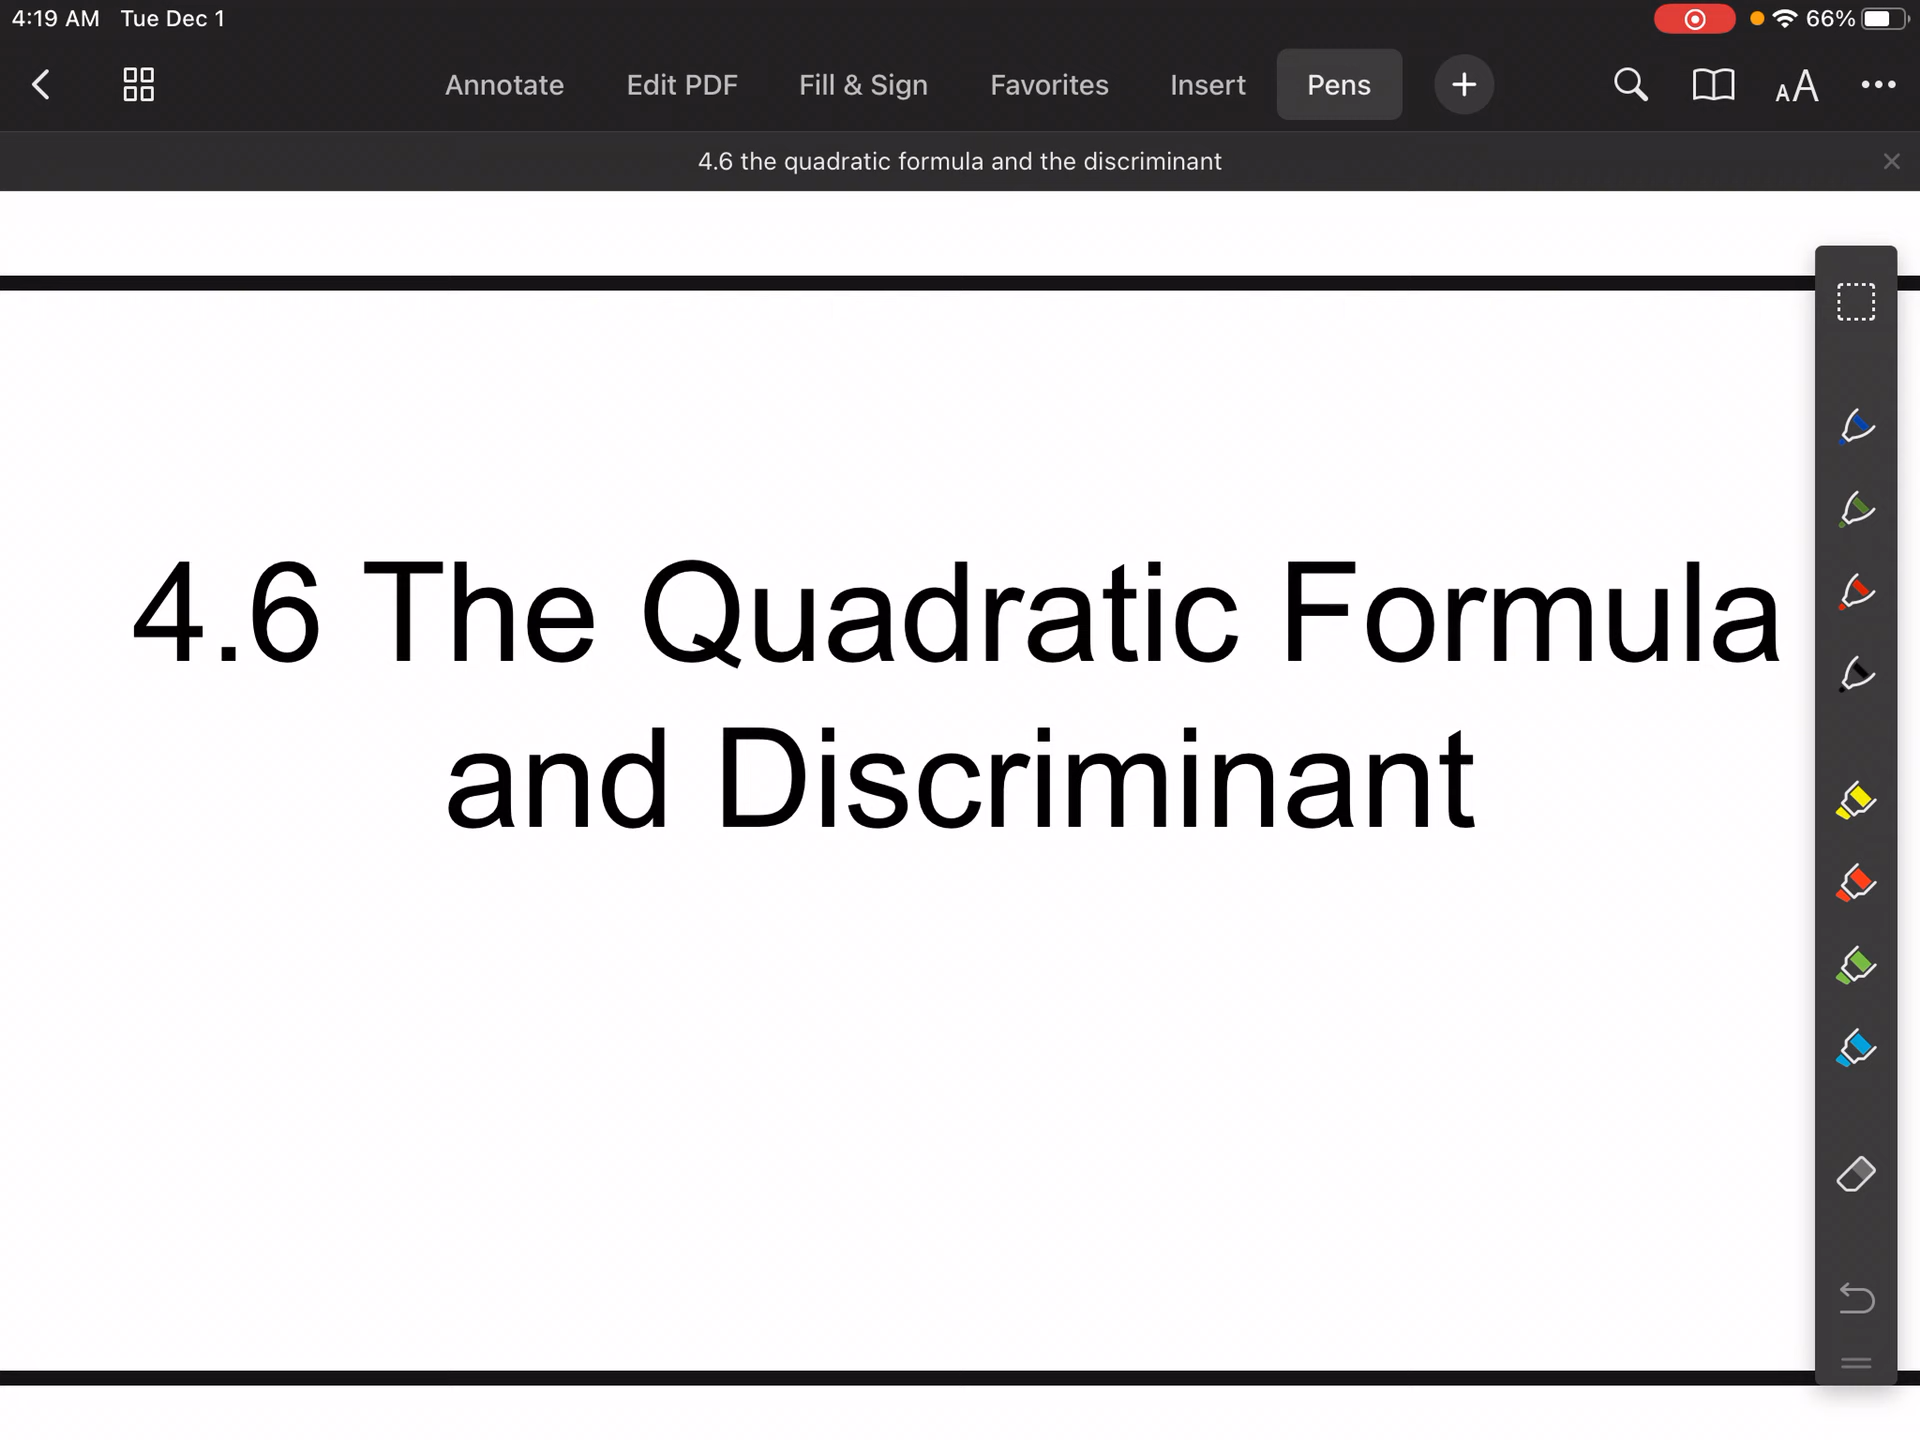 4:19 AM Tue Dec 1
66%
Annotate Edit PDF Fill & Sign Favorites Insert Pens
AA
4.6 the quadratic formula and the discriminant
4.6 The Quadratic Formula
and Discriminant